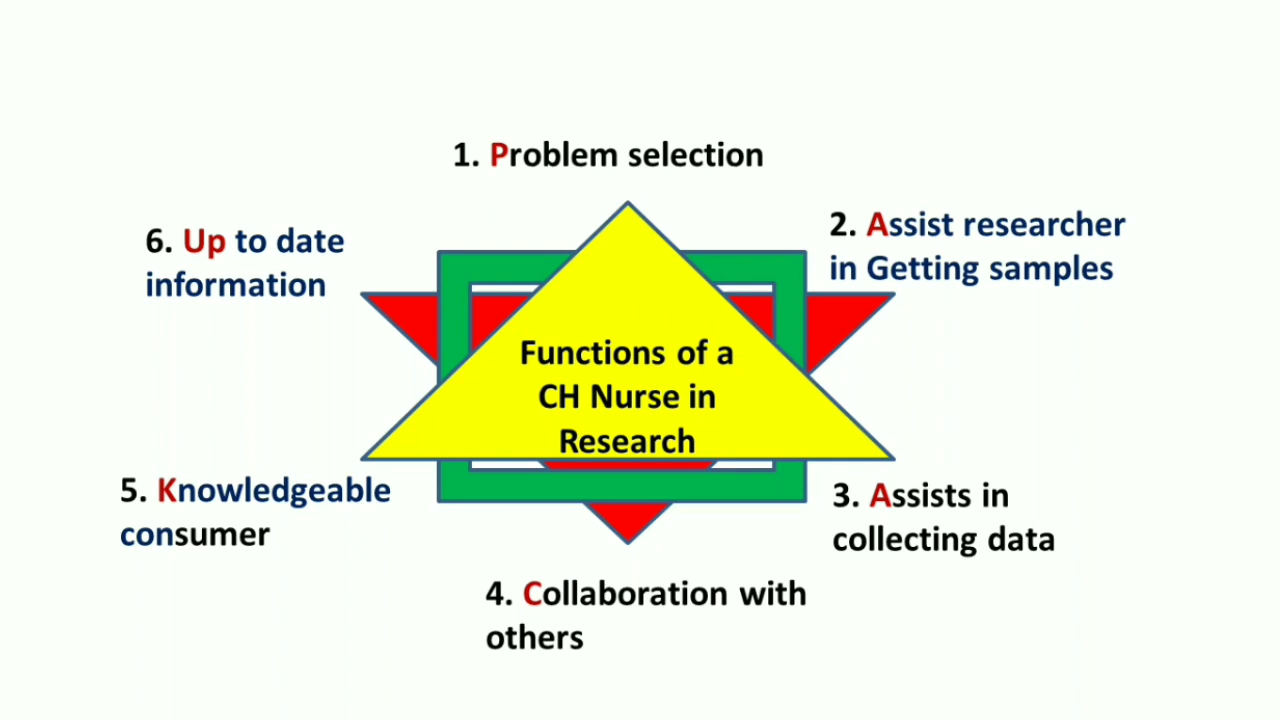 1. Problem selection
2. Assist researcher
in Getting samples
3. Assists in
collecting data
4. Collaboration with
others
5. Knowledgeable
consumer
6. Up to date
information
Functions of a
CH Nurse in
Research